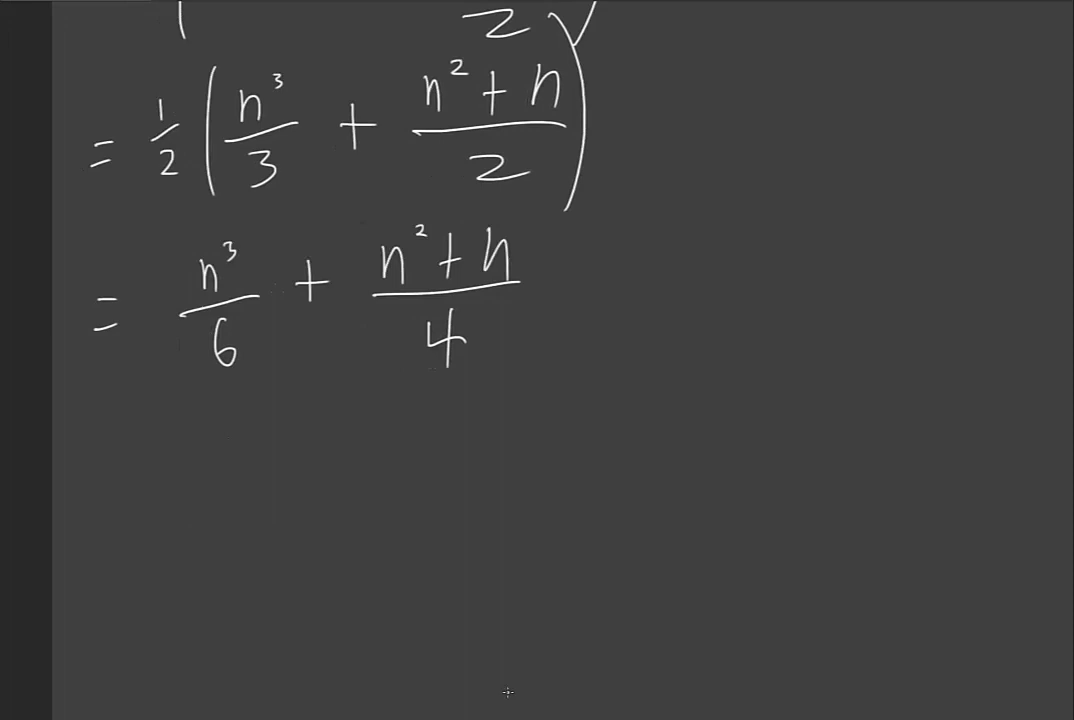 = 1/2 ( n³/3 + (n² + n)/2 )
= n³/6 + (n² + n)/4